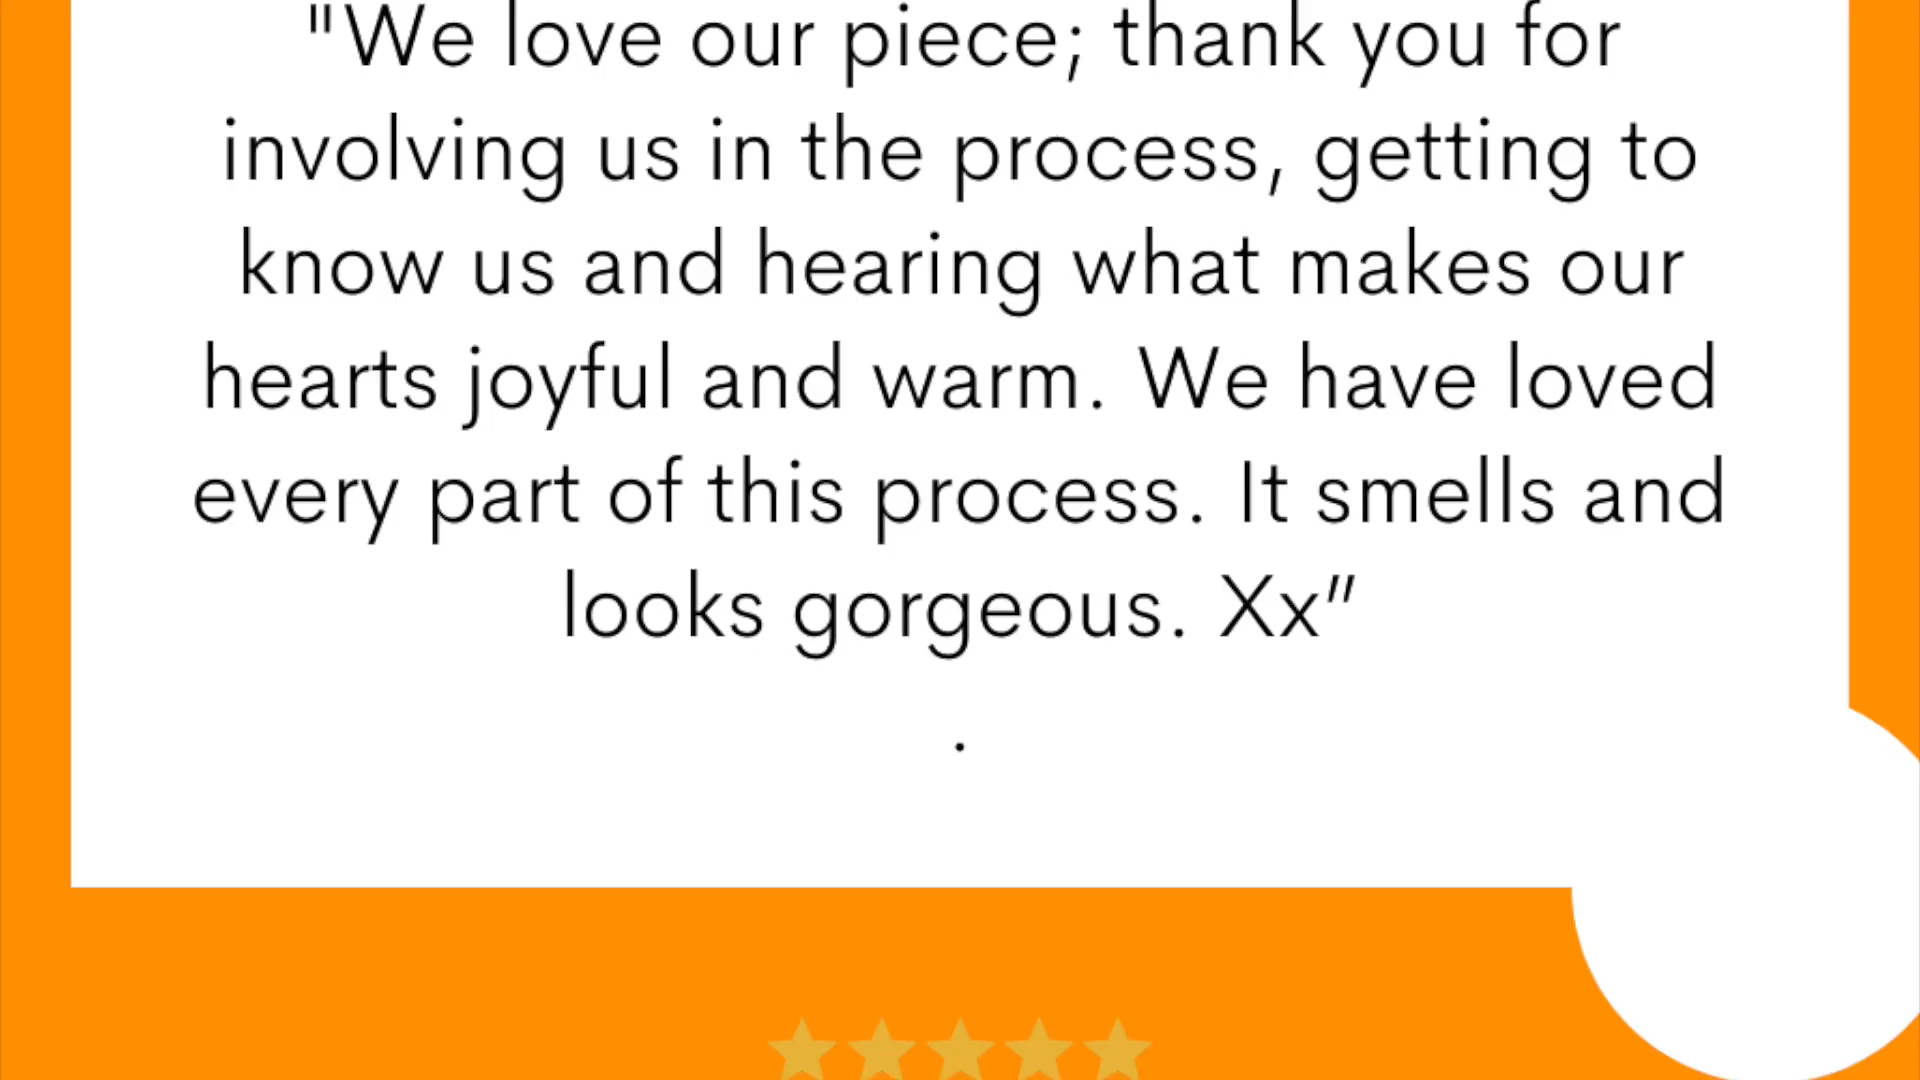 "We love our piece; thank you for
involving us in the process, getting to
know us and hearing what makes our
hearts joyful and warm. We have loved
every part of this process. It smells and
looks gorgeous. Xx”
.